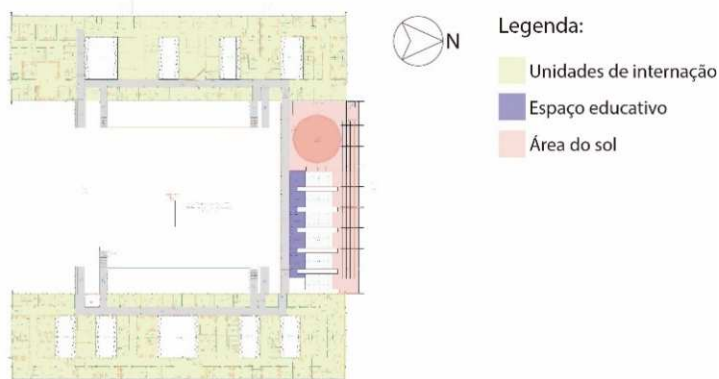 N
Legenda:
Unidades de internação
Espaço educativo
Área do sol